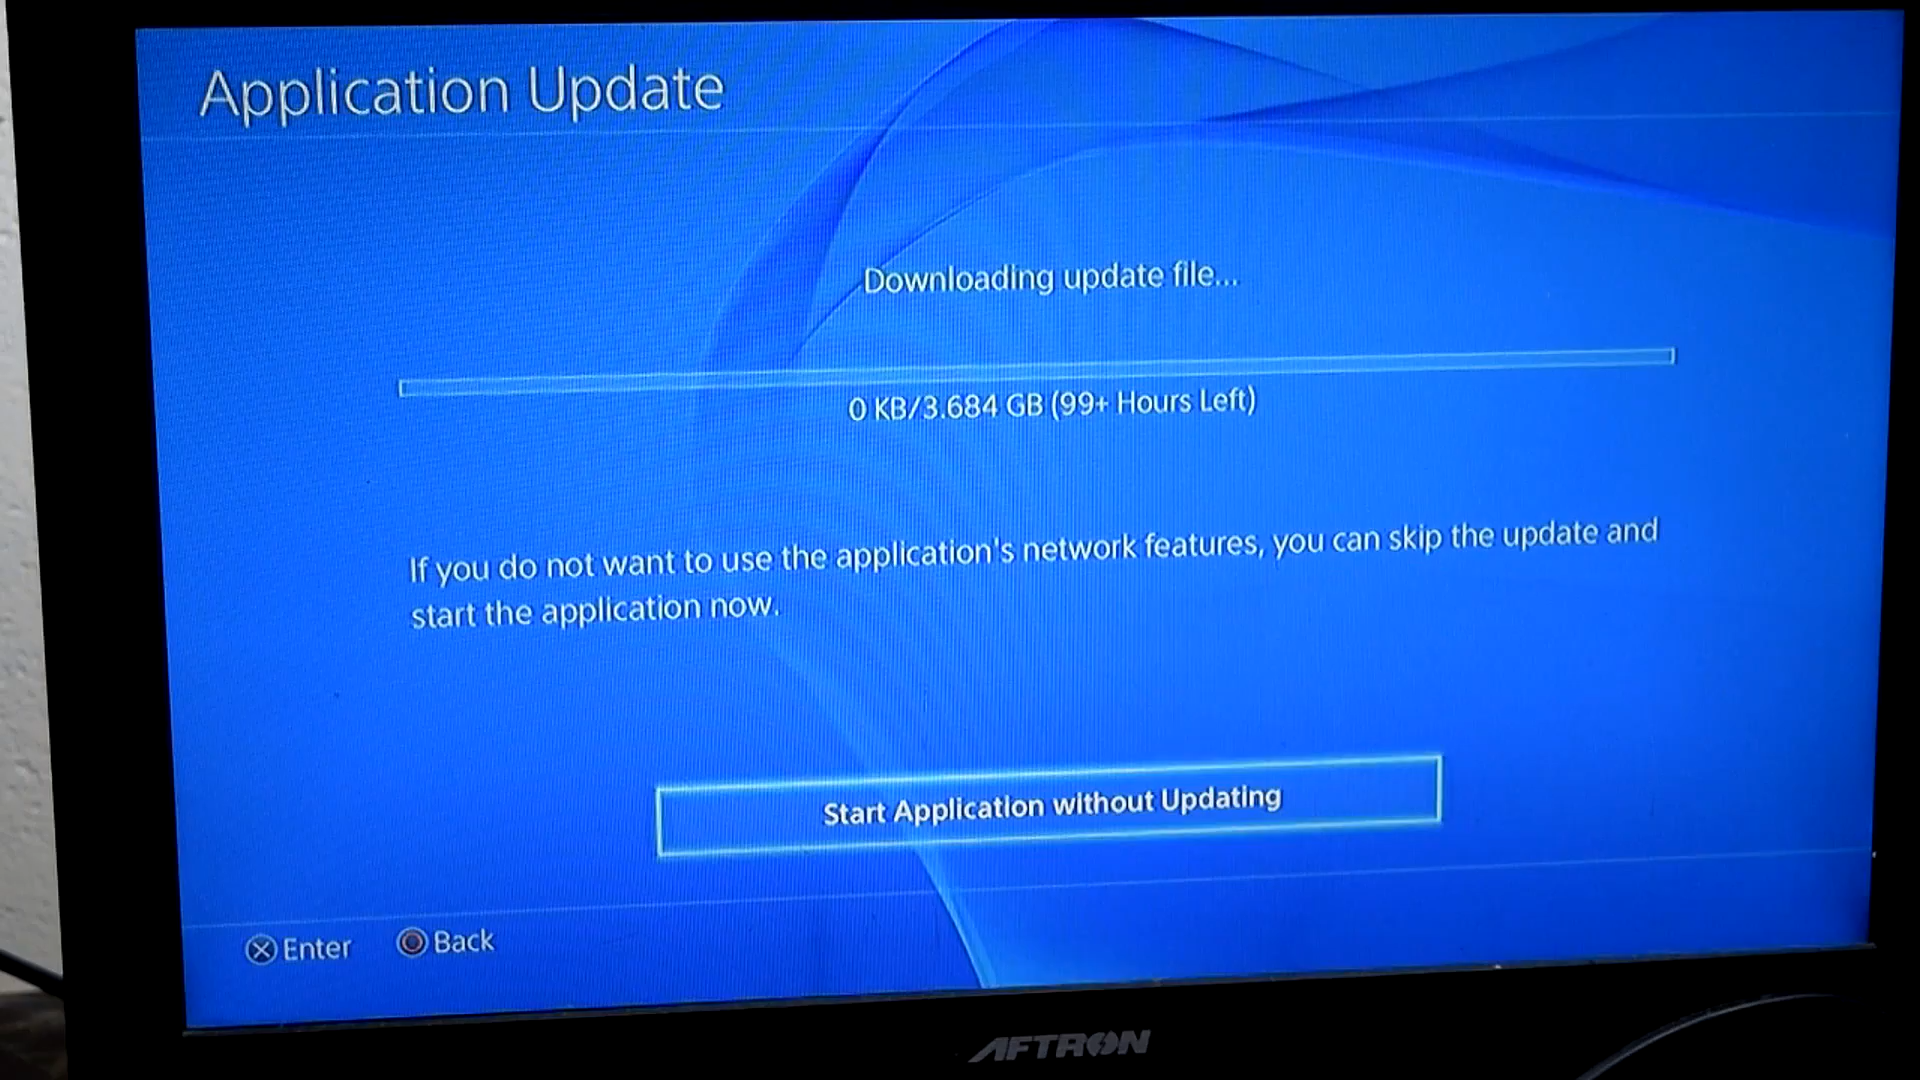 Application Update
Downloading update file...
0 KB/3.684 GB (99+ Hours Left)
If you do not want to use the application's network features, you can skip the update and
start the application now.
Start Application without Updating
Enter Back
AFTRON